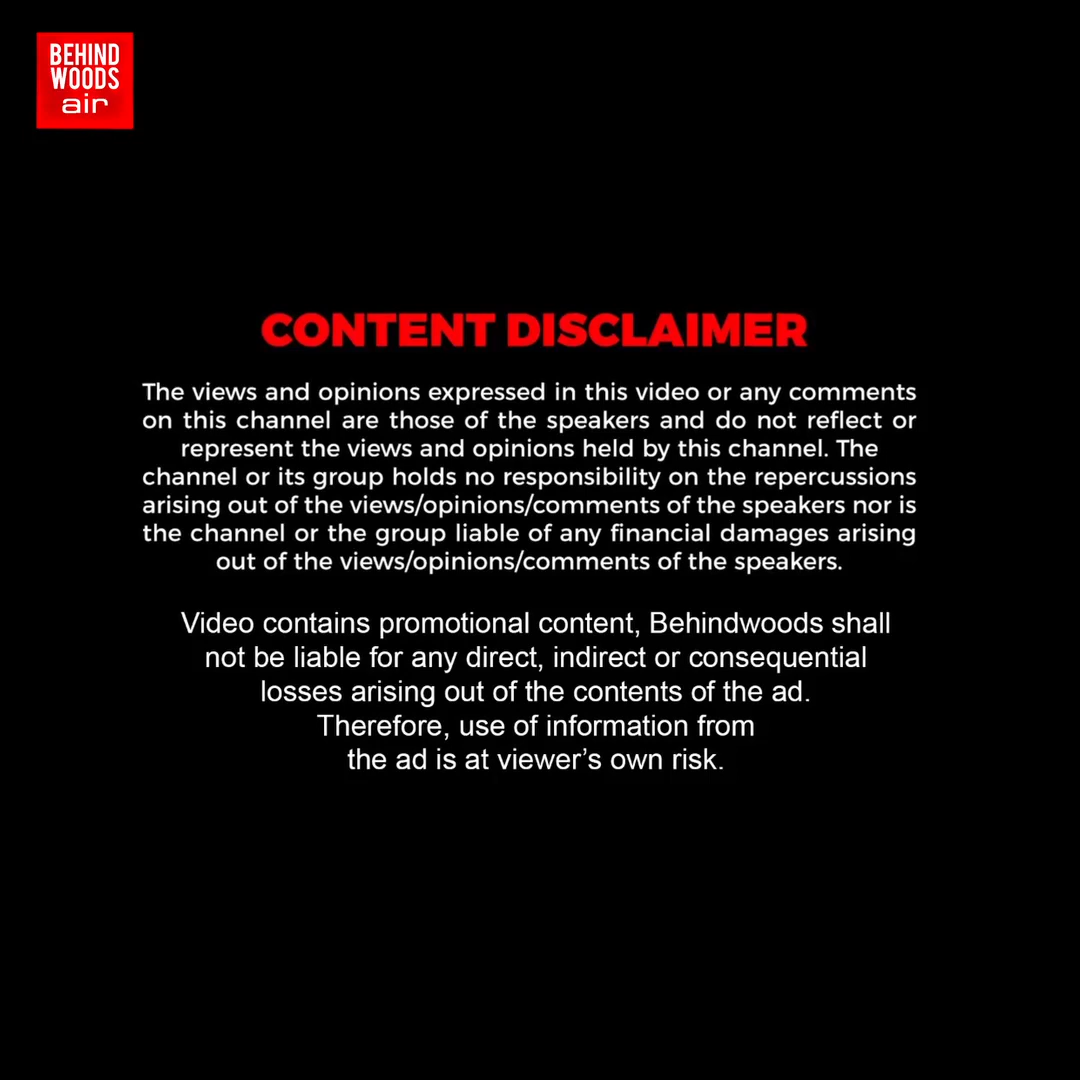 BEHIND
WOODS
air
CONTENT DISCLAIMER
The views and opinions expressed in this video or any comments
on this channel are those of the speakers and do not reflect or
represent the views and opinions held by this channel. The
channel or its group holds no responsibility on the repercussions
arising out of the views/opinions/comments of the speakers nor is
the channel or the group liable of any financial damages arising
out of the views/opinions/comments of the speakers.
Video contains promotional content, Behindwoods shall
not be liable for any direct, indirect or consequential
losses arising out of the contents of the ad.
Therefore, use of information from
the ad is at viewer’s own risk.